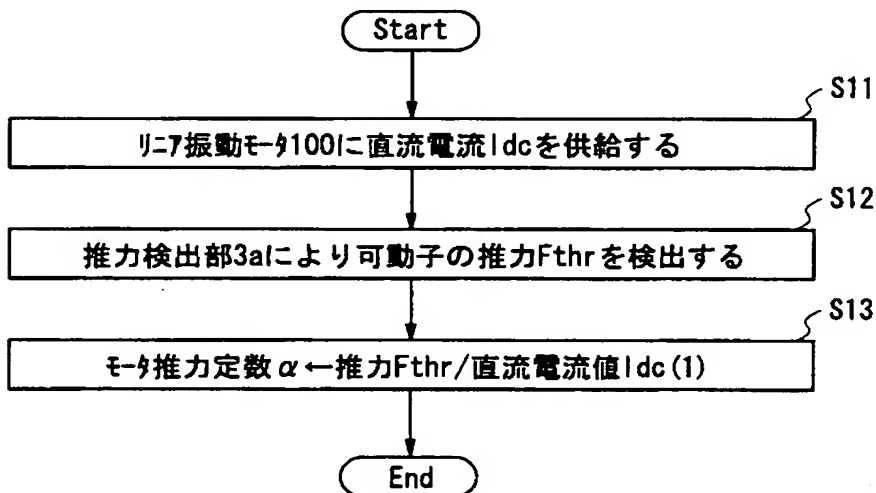 Start
S11
リニア振動モータ100に直流電流Idcを供給する
S12
推力検出部3aにより可動子の推力Fthrを検出する
S13
モータ推力定数α←推力Fthr/直流電流値Idc(1)
End